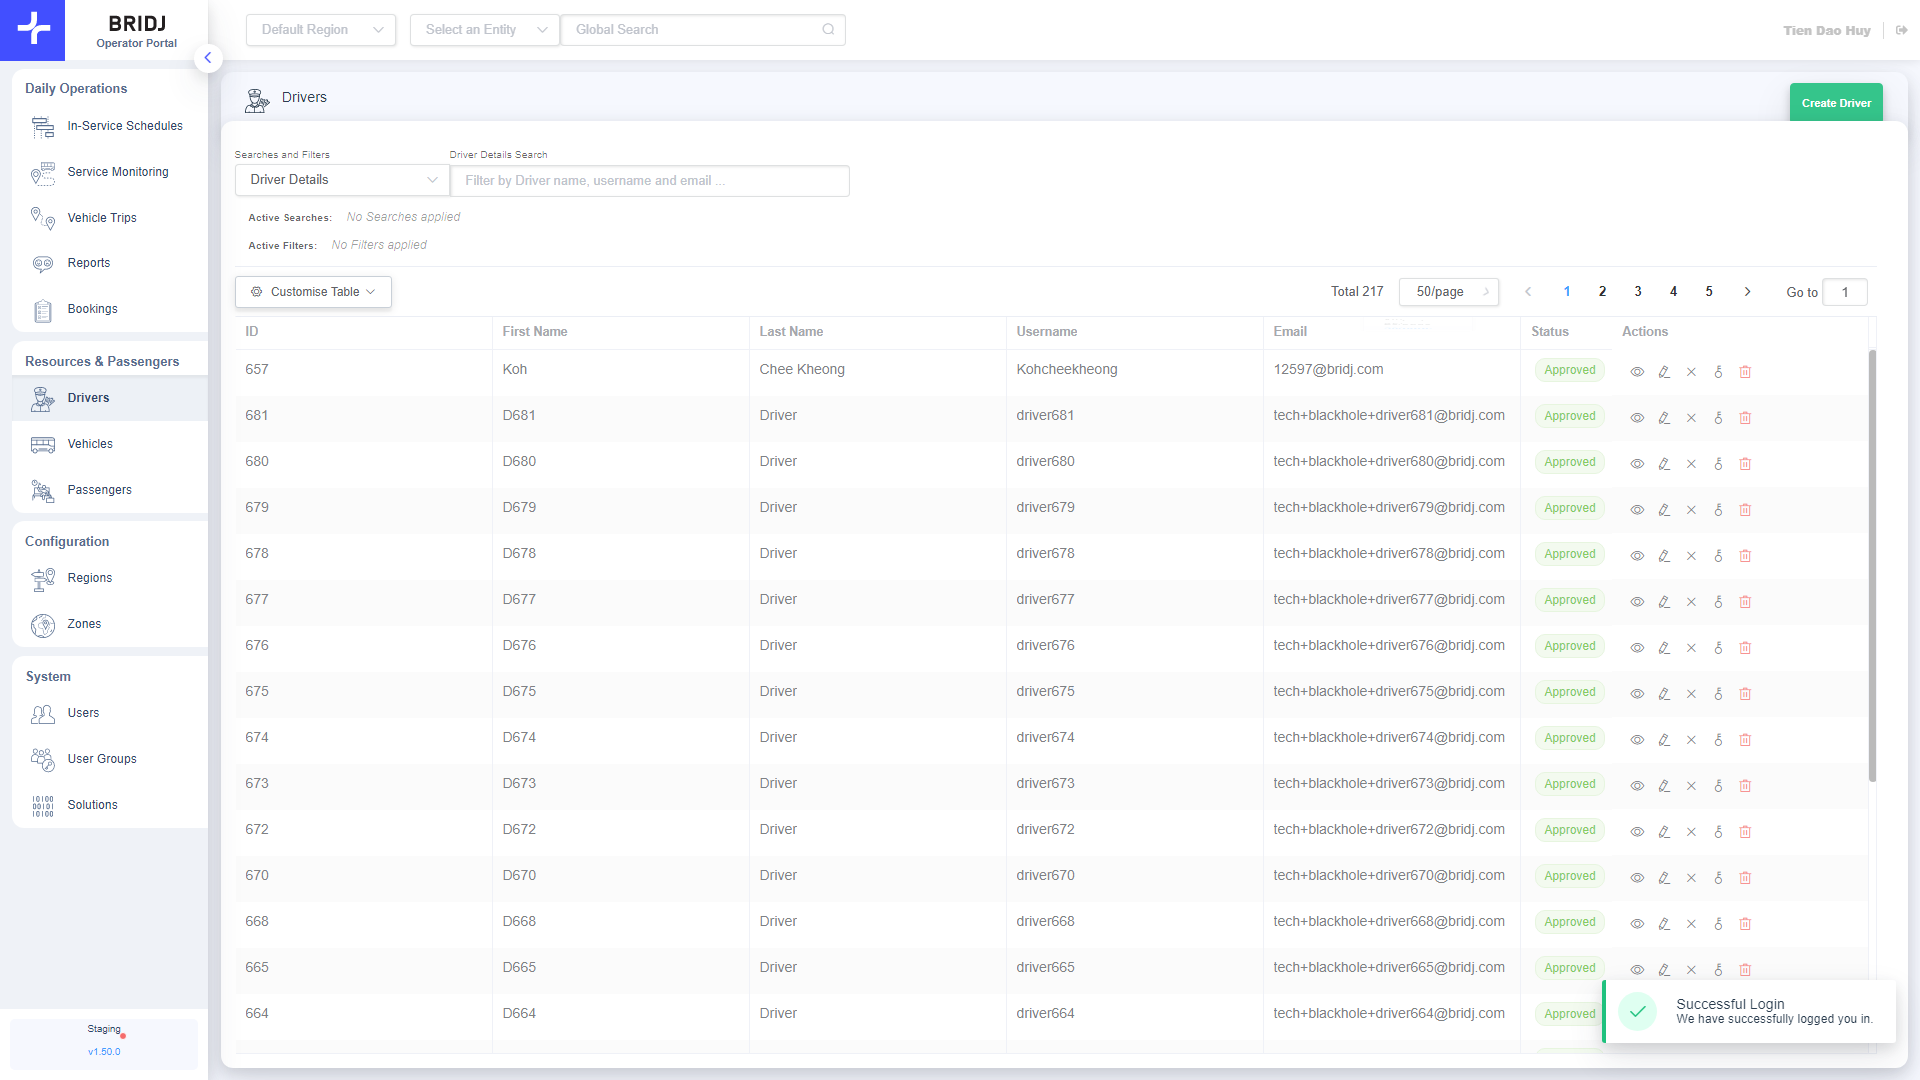 BRIDJ
Operator Portal
Default Region
Select an Entity
Global Search
Tien Dao Huy
Daily Operations
In-Service Schedules
Service Monitoring
Vehicle Trips
Reports
Bookings
Resources & Passengers
Drivers
Vehicles
Passengers
Configuration
Regions
Zones
System
Users
User Groups
Solutions
Staging
v1.50.0
Drivers
Create Driver
Searches and Filters
Driver Details Search
Driver Details
Filter by Driver name, username and email ...
Active Searches: No Searches applied
Active Filters: No Filters applied
Customise Table
Total 217 50/page 1 2 3 4 5 Go to 1
ID First Name Last Name Username Email Status Actions
657 Koh Chee Kheong Kohcheekheong 12597@bridj.com Approved
681 D681 Driver driver681 tech+blackhole+driver681@bridj.com Approved
680 D680 Driver driver680 tech+blackhole+driver680@bridj.com Approved
679 D679 Driver driver679 tech+blackhole+driver679@bridj.com Approved
678 D678 Driver driver678 tech+blackhole+driver678@bridj.com Approved
677 D677 Driver driver677 tech+blackhole+driver677@bridj.com Approved
676 D676 Driver driver676 tech+blackhole+driver676@bridj.com Approved
675 D675 Driver driver675 tech+blackhole+driver675@bridj.com Approved
674 D674 Driver driver674 tech+blackhole+driver674@bridj.com Approved
673 D673 Driver driver673 tech+blackhole+driver673@bridj.com Approved
672 D672 Driver driver672 tech+blackhole+driver672@bridj.com Approved
670 D670 Driver driver670 tech+blackhole+driver670@bridj.com Approved
668 D668 Driver driver668 tech+blackhole+driver668@bridj.com Approved
665 D665 Driver driver665 tech+blackhole+driver665@bridj.com Approved
664 D664 Driver driver664 tech+blackhole+driver664@bridj.com Approved
Successful Login
We have successfully logged you in.